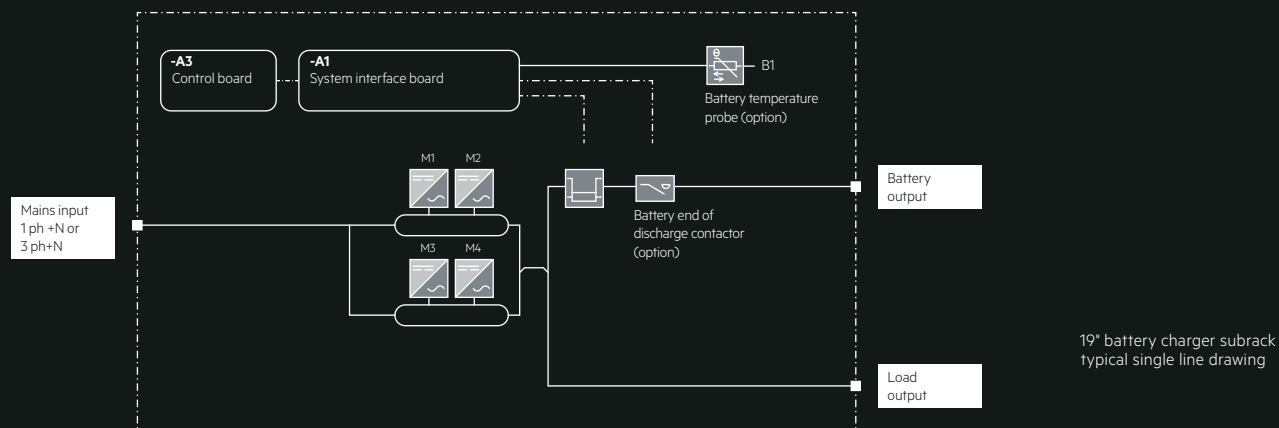 -A3
Control board
-A1
System interface board
B1
Battery temperature
probe (option)
M1
M2
Mains input
1 ph +N or
3 ph+N
Battery
output
Battery end of
discharge contactor
(option)
M3
M4
19" battery charger subrack
typical single line drawing
Load
output